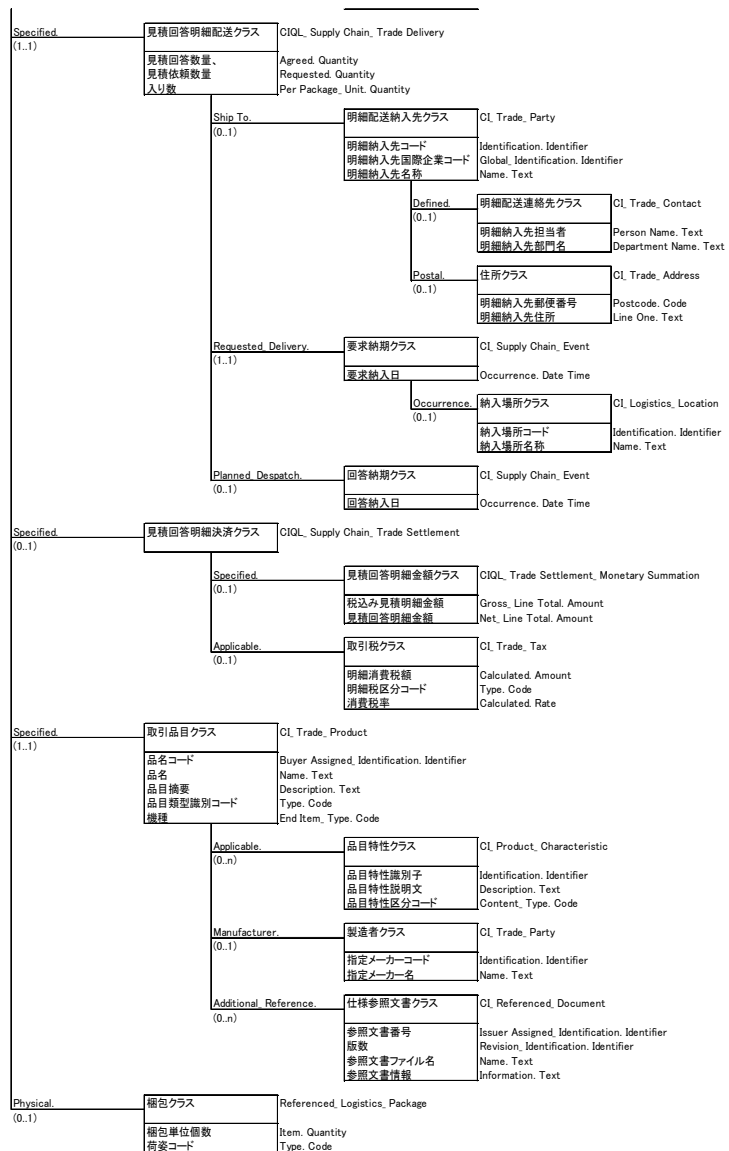 Specified. 見積回答明細配送クラス CIQL_ Supply Chain_ Trade Delivery
(1..1)
見積回答数量、 Agreed. Quantity
見積依頼数量 Requested. Quantity
入り数 Per Package_ Unit. Quantity
Ship To. 明細配送納入先クラス CI_ Trade_ Party
(0..1)
明細納入先コード Identification. Identifier
明細納入先国際企業コード Global_ Identification. Identifier
明細納入先名称 Name. Text
Defined. 明細配送連絡先クラス CI_ Trade_ Contact
(0..1)
明細納入先担当者 Person Name. Text
明細納入先部門名 Department Name. Text
Postal. 住所クラス CI_ Trade_ Address
(0..1)
明細納入先郵便番号 Postcode. Code
明細納入先住所 Line One. Text
Requested_ Delivery. 要求納期クラス CI_ Supply Chain_ Event
(1..1)
要求納入日 Occurrence. Date Time
Occurrence. 納入場所クラス CI_ Logistics_ Location
(0..1)
納入場所コード Identification. Identifier
納入場所名称 Name. Text
Planned_ Despatch. 回答納期クラス CI_ Supply Chain_ Event
(0..1)
回答納入日 Occurrence. Date Time
Specified. 見積回答明細決済クラス CIQL_ Supply Chain_ Trade Settlement
(0..1)
Specified. 見積回答明細金額クラス CIQL_ Trade Settlement_ Monetary Summation
(0..1)
税込み見積明細金額 Gross_ Line Total. Amount
見積回答明細金額 Net_ Line Total. Amount
Applicable. 取引税クラス CI_ Trade_ Tax
(0..1)
明細消費税額 Calculated. Amount
明細税区分コード Type. Code
消費税率 Calculated. Rate
Specified. 取引品目クラス CI_ Trade_ Product
(1..1)
品名コード Buyer Assigned_ Identification. Identifier
品名 Name. Text
品目摘要 Description. Text
品目類型識別コード Type. Code
機種 End Item_ Type. Code
Applicable. 品目特性クラス CI_ Product_ Characteristic
(0..n)
品目特性識別子 Identification. Identifier
品目特性説明文 Description. Text
品目特性区分コード Content_ Type. Code
Manufacturer. 製造者クラス CI_ Trade_ Party
(0..1)
指定メーカーコード Identification. Identifier
指定メーカー名 Name. Text
Additional_ Reference. 仕様参照文書クラス CI_ Referenced_ Document
(0..n)
参照文書番号 Issuer Assigned_ Identification. Identifier
版数 Revision_ Identification. Identifier
参照文書ファイル名 Name. Text
参照文書情報 Information. Text
Physical. 梱包クラス Referenced_ Logistics_ Package
(0..1)
梱包単位個数 Item. Quantity
荷姿コード Type. Code